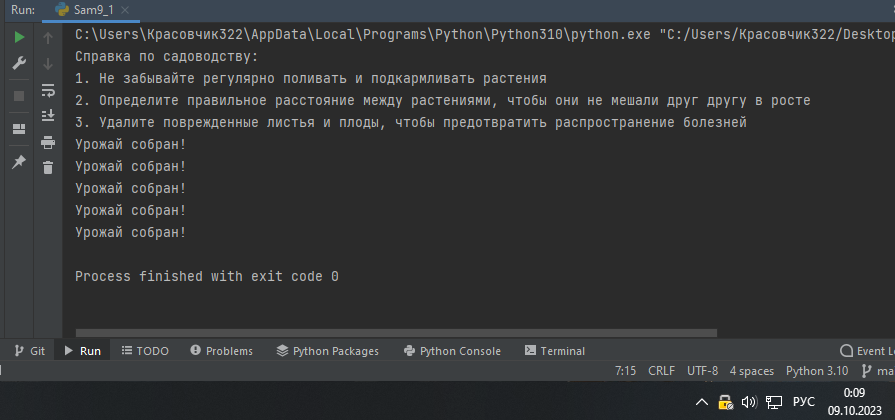 Run:
Sam9_1
C:\Users\Красовчик322\AppData\Local\Programs\Python\Python310\python.exe "C:/Users/Красовчик322/Desktop
Справка по садоводству:
1. Не забывайте регулярно поливать и подкармливать растения
2. Определите правильное расстояние между растениями, чтобы они не мешали друг другу в росте
3. Удалите поврежденные листья и плоды, чтобы предотвратить распространение болезней
Урожай собран!
Урожай собран!
Урожай собран!
Урожай собран!
Урожай собран!
Process finished with exit code 0
Git Run TODO Problems Python Packages Python Console Terminal Event
7:15 CRLF UTF-8 4 spaces Python 3.10
РУС
0:09
09.10.2023